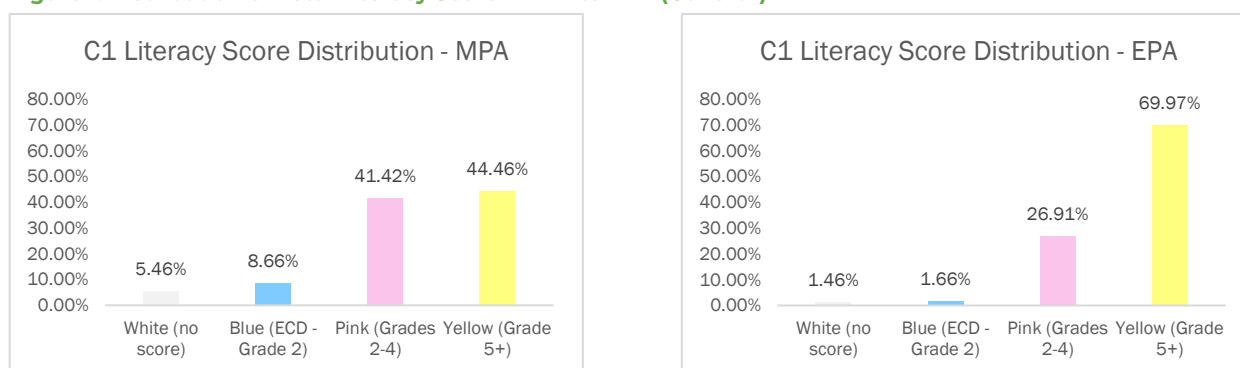 C1 Literacy Score Distribution - MPA
80.00%
70.00%
60.00%
50.00%
40.00%
30.00%
20.00%
10.00%
0.00%
5.46%
8.66%
41.42%
44.46%
White (no score)
Blue (ECD - Grade 2)
Pink (Grades 2-4)
Yellow (Grade 5+)
C1 Literacy Score Distribution - EPA
80.00%
70.00%
60.00%
50.00%
40.00%
30.00%
20.00%
10.00%
0.00%
1.46%
1.66%
26.91%
69.97%
White (no score)
Blue (ECD - Grade 2)
Pink (Grades 2-4)
Yellow (Grade 5+)